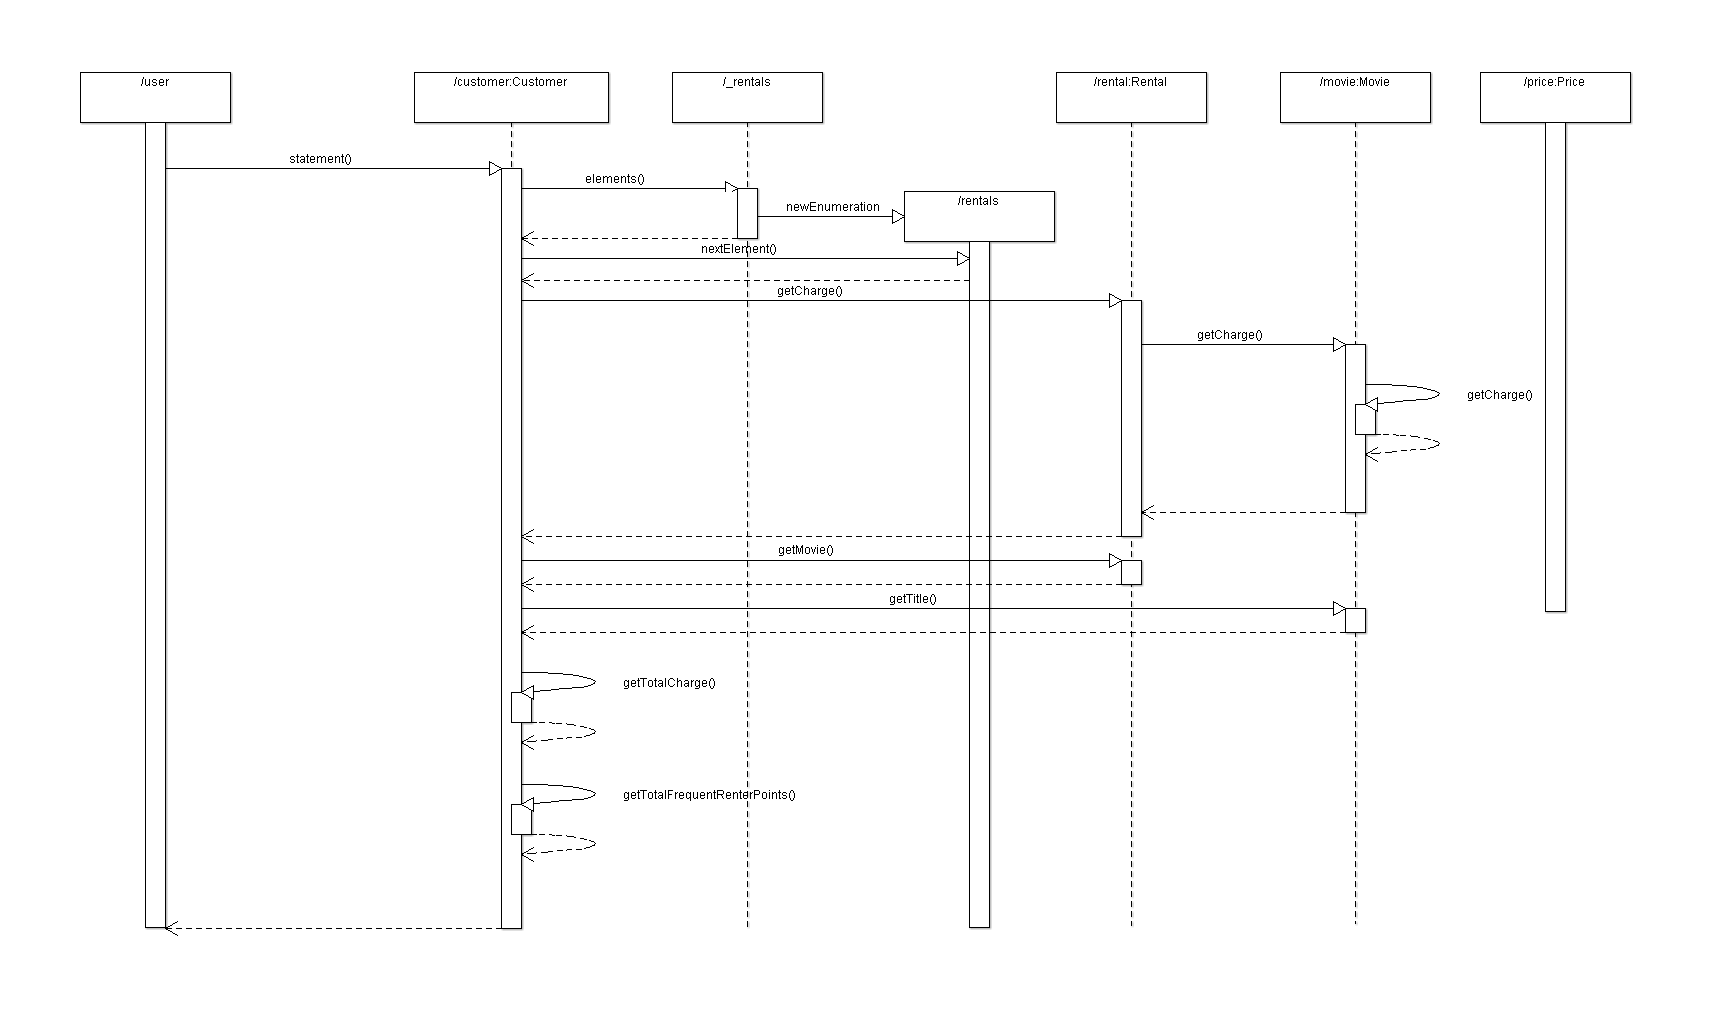 /user
/customer:Customer
/_rentals
/rental:Rental
/movie:Movie
/price:Price
statement()
elements()
newEnumeration
/rentals
nextElement()
getCharge()
getCharge()
getCharge()
getMovie()
getTitle()
getTotalCharge()
getTotalFrequentRenterPoints()